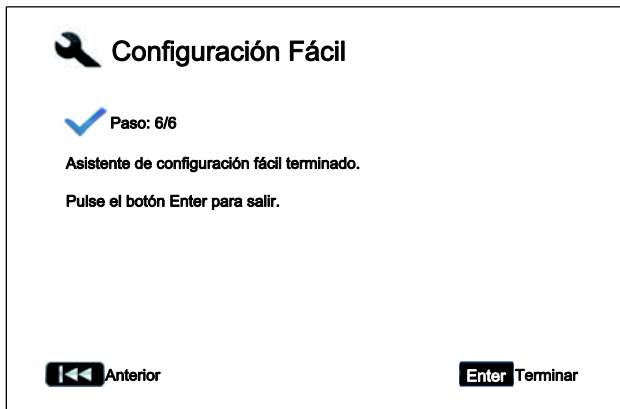 Configuración Fácil
Paso: 6/6
Asistente de configuración fácil terminado.
Pulse el botón Enter para salir.
Anterior
Enter Terminar